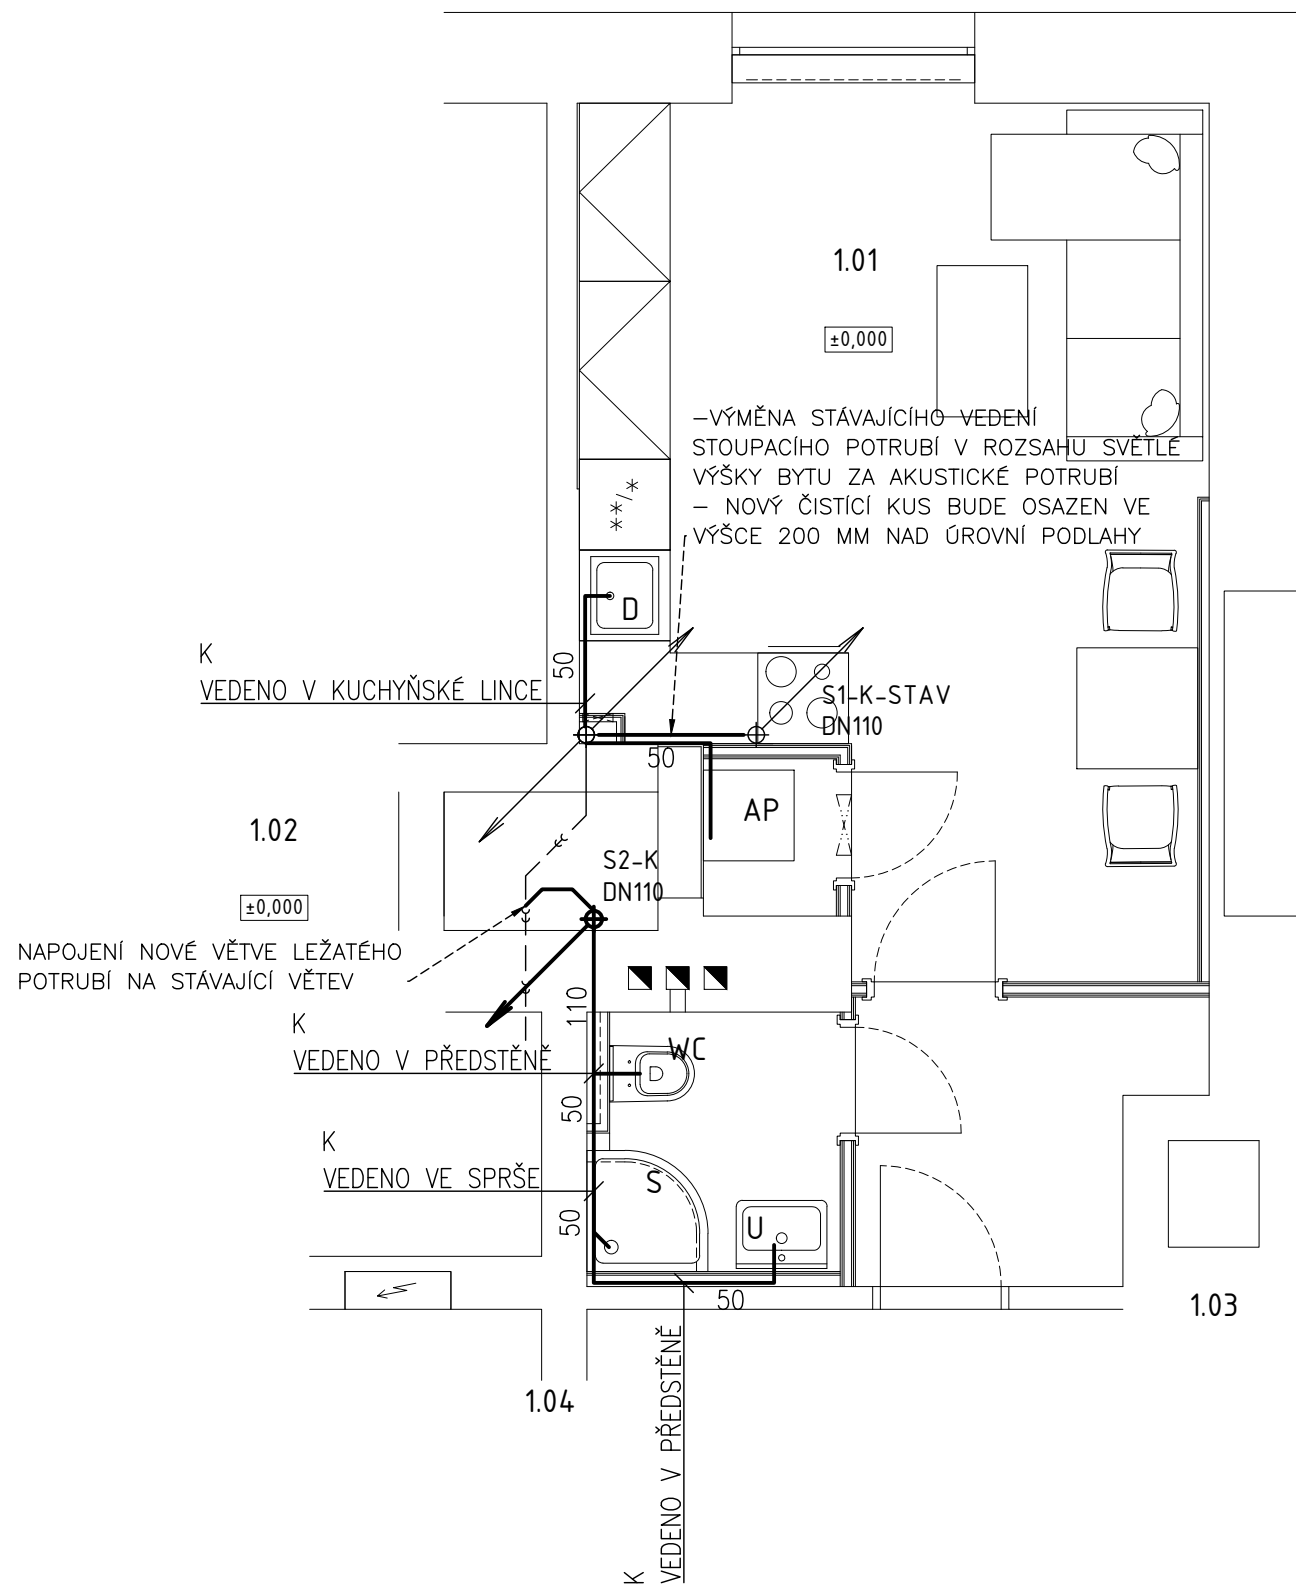 1.01
±0,000
–VÝMĚNA STÁVAJÍCÍHO VEDENÍ
STOUPACÍHO POTRUBÍ V ROZSAHU SVĚTLÉ
VÝŠKY BYTU ZA AKUSTICKÉ POTRUBÍ
– NOVÝ ČISTÍCÍ KUS BUDE OSAZEN VE
VÝŠCE 200 MM NAD ÚROVNÍ PODLAHY
**/*
D
K
VEDENO V KUCHYŇSKÉ LINCE
50
S1-K-STAV
DN110
50
AP
1.02
±0,000
S2-K
DN110
NAPOJENÍ NOVÉ VĚTVE LEŽATÉHO
POTRUBÍ NA STÁVAJÍCÍ VĚTEV
110
K
VEDENO V PŘEDSTĚNĚ
WC
50
K
VEDENO VE SPRŠE
S
50
U
50
1.03
1.04
K
VEDENO V PŘEDSTĚNĚ